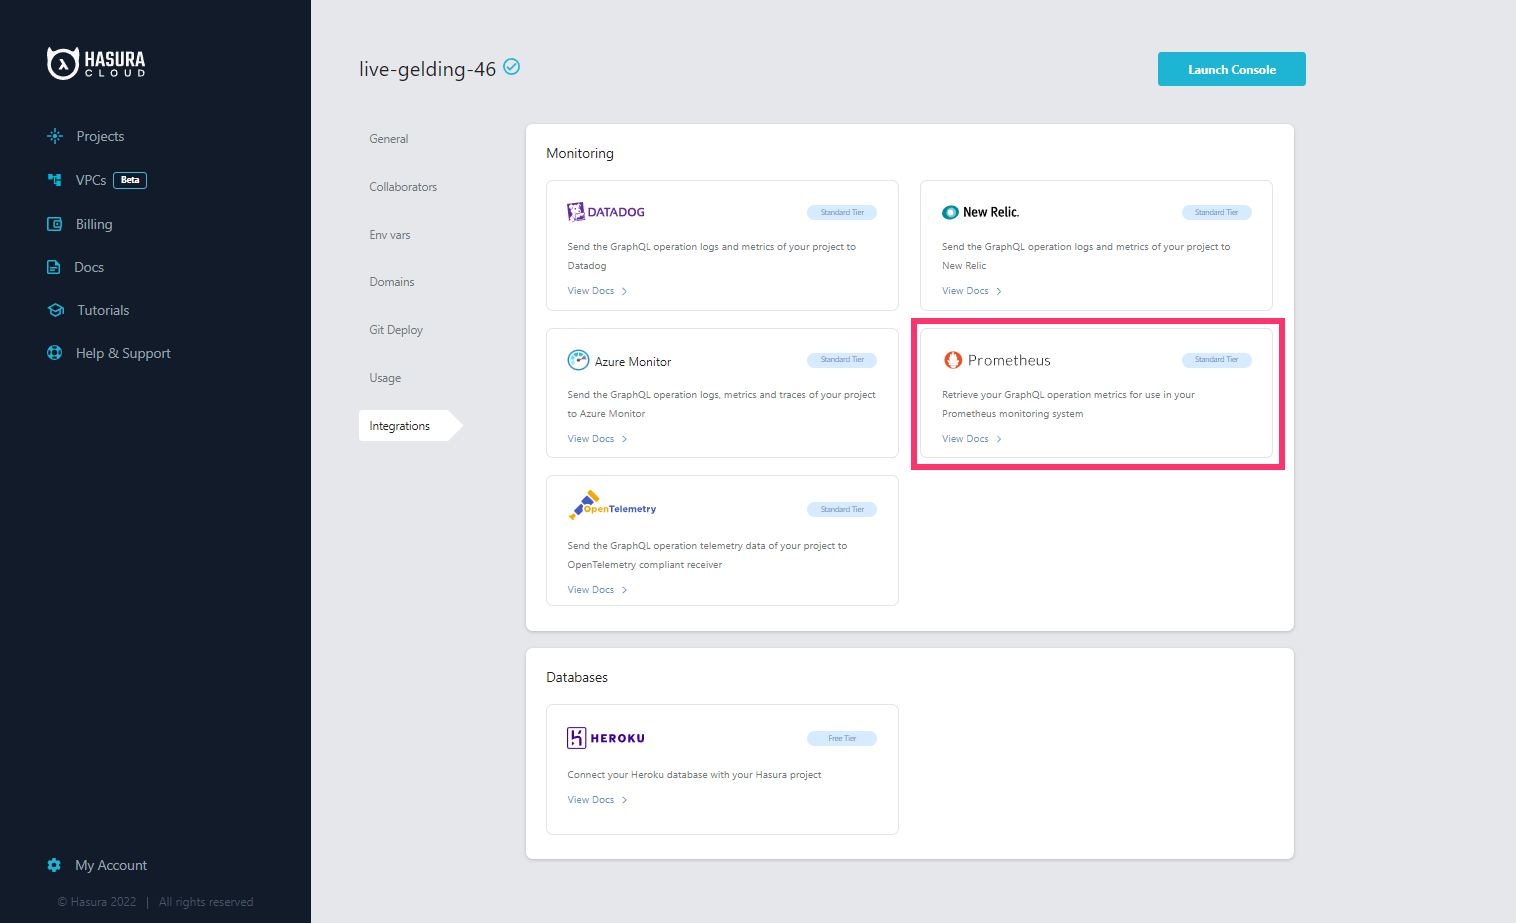 HASURA
CLOUD
Projects
VPCs Beta
Billing
Docs
Tutorials
Help & Support
My Account
© Hasura 2022 | All rights reserved
live-gelding-46
Launch Console
General
Collaborators
Env vars
Domains
Git Deploy
Usage
Integrations
Monitoring
DATADOG
Standard Tier
Send the GraphQL operation logs and metrics of your project to
Datadog
View Docs
New Relic.
Standard Tier
Send the GraphQL operation logs and metrics of your project to
New Relic
View Docs
Azure Monitor
Standard Tier
Send the GraphQL operation logs, metrics and traces of your project
to Azure Monitor
View Docs
Prometheus
Standard Tier
Retrieve your GraphQL operation metrics for use in your
Prometheus monitoring system
View Docs
OpenTelemetry
Standard Tier
Send the GraphQL operation telemetry data of your project to
OpenTelemetry compliant receiver
View Docs
Databases
HEROKU
Free Tier
Connect your Heroku database with your Hasura project
View Docs